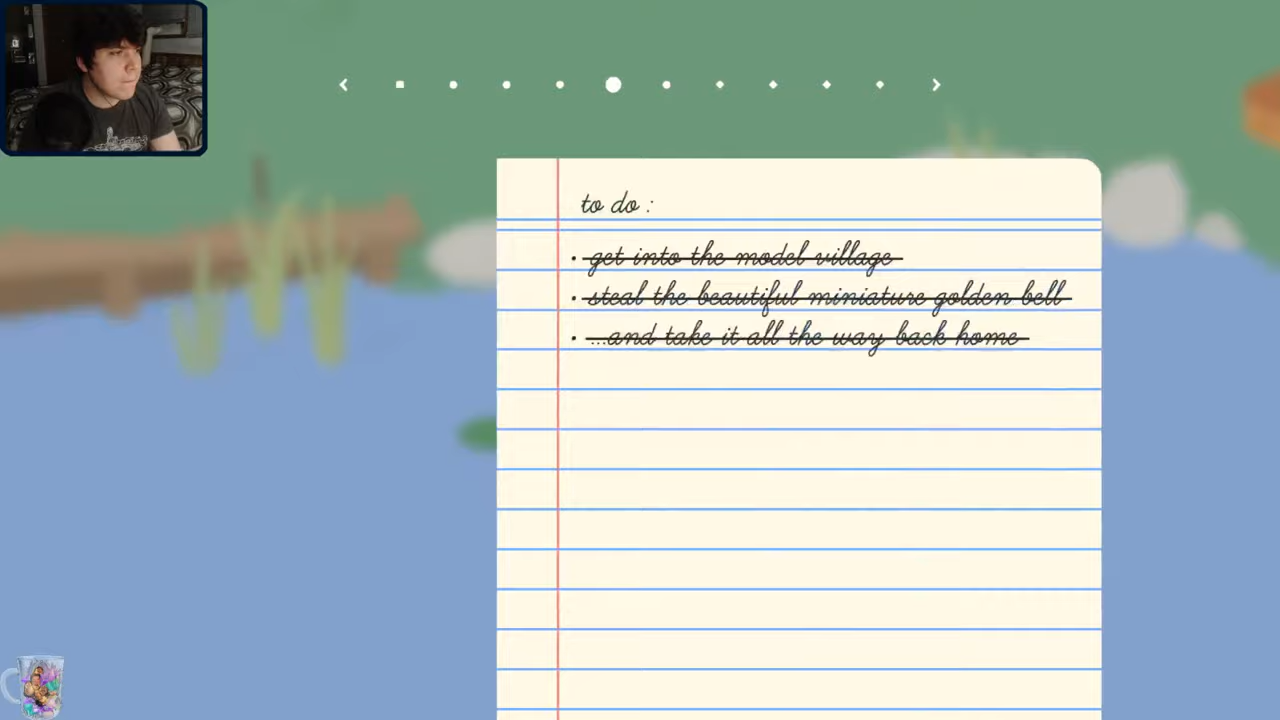 to do :
• get into the model village
• steal the beautiful miniature golden bell
• ...and take it all the way back home